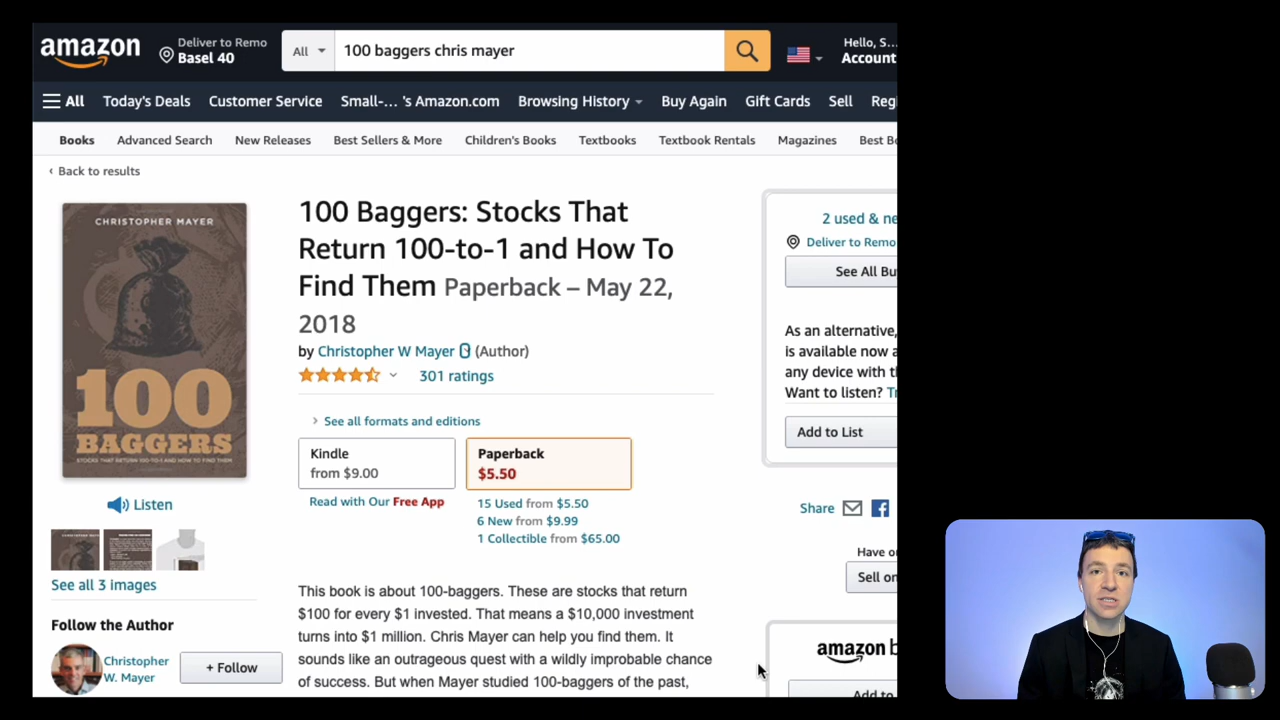 amazon
Deliver to Remo
Basel 40
All
100 baggers chris mayer
Hello, S...
Account
All
Today's Deals
Customer Service
Small-... 's Amazon.com
Browsing History
Buy Again
Gift Cards
Sell
Reg
Books
Advanced Search
New Releases
Best Sellers & More
Children's Books
Textbooks
Textbook Rentals
Magazines
Best Bo
‹ Back to results
CHRISTOPHER MAYER
100
BAGGERS
STOCKS THAT RETURN 100-TO-1 AND HOW TO FIND THEM
Listen
See all 3 images
Follow the Author
Christopher
W. Mayer
+ Follow
100 Baggers: Stocks That
Return 100-to-1 and How To
Find Them Paperback – May 22,
2018
by Christopher W Mayer (Author)
301 ratings
See all formats and editions
Kindle
from $9.00
Read with Our Free App
Paperback
$5.50
15 Used from $5.50
6 New from $9.99
1 Collectible from $65.00
This book is about 100-baggers. These are stocks that return
$100 for every $1 invested. That means a $10,000 investment
turns into $1 million. Chris Mayer can help you find them. It
sounds like an outrageous quest with a wildly improbable chance
of success. But when Mayer studied 100-baggers of the past,
2 used & ne
Deliver to Remo
See All Bu
As an alternative,
is available now a
any device with th
Want to listen? Tr
Add to List
Share
Have o
Sell on
amazon b
Add to